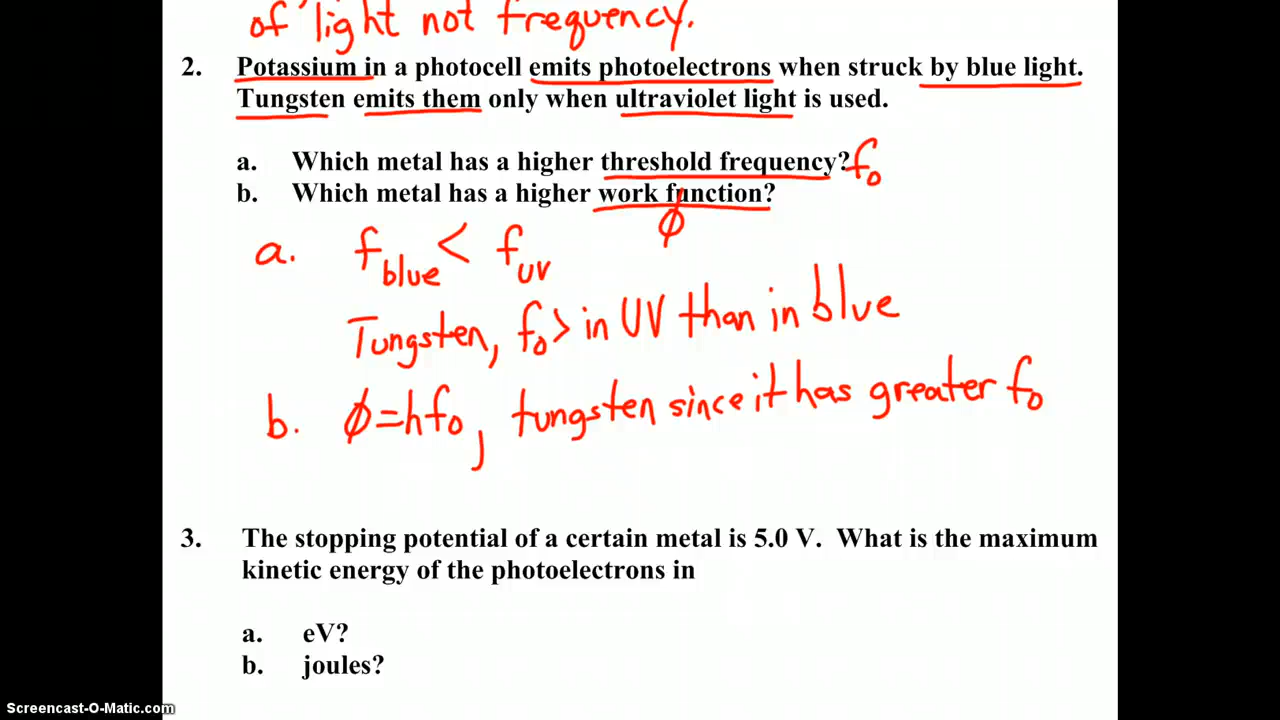 of light not frequency.
2. Potassium in a photocell emits photoelectrons when struck by blue light.
Tungsten emits them only when ultraviolet light is used.
a. Which metal has a higher threshold frequency? f₀
b. Which metal has a higher work function?
ϕ
a. f blue < f uv
Tungsten, f₀ > in UV than in blue
b. ϕ = hf₀, tungsten since it has greater f₀
3. The stopping potential of a certain metal is 5.0 V. What is the maximum
kinetic energy of the photoelectrons in
a. eV?
b. joules?
Screencast-O-Matic.com